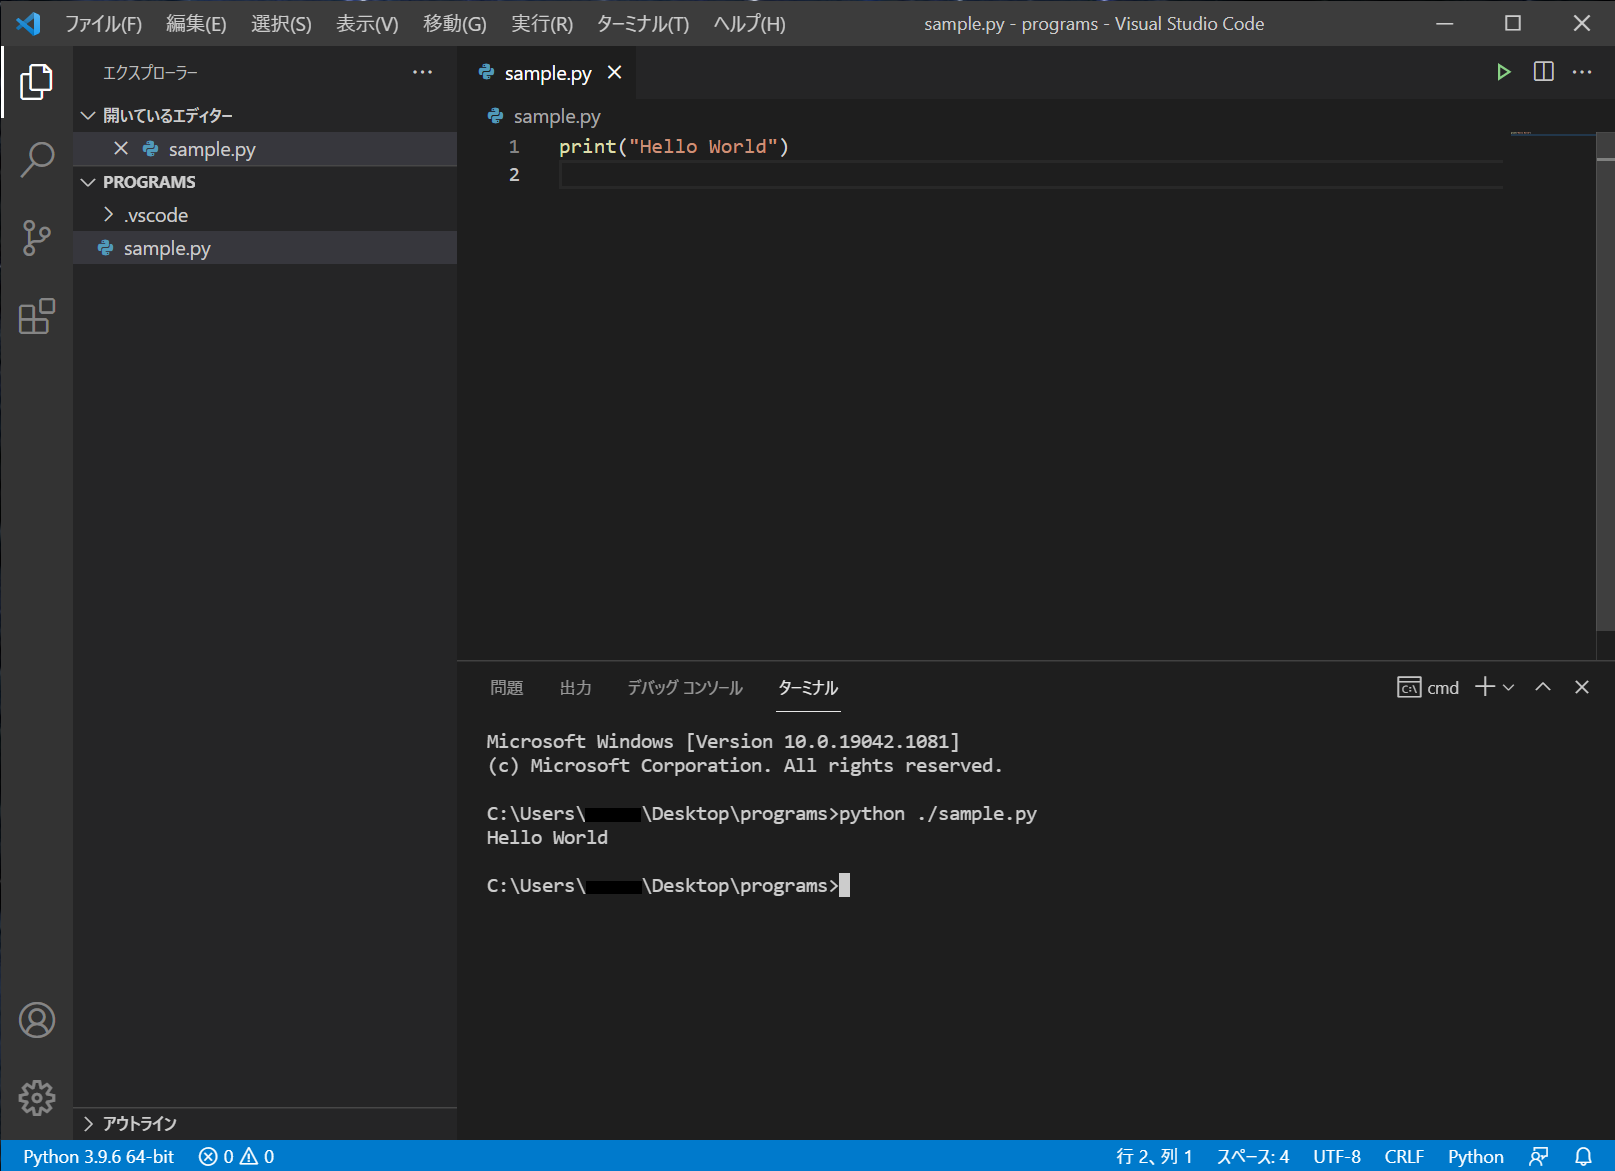 ファイル(F) 編集(E) 選択(S) 表示(V) 移動(G) 実行(R) ターミナル(T) ヘルプ(H) sample.py - programs - Visual Studio Code
エクスプローラー
開いているエディター
sample.py
PROGRAMS
.vscode
sample.py
アウトライン
sample.py
sample.py
1 print("Hello World")
2
問題 出力 デバッグ コンソール ターミナル cmd
Microsoft Windows [Version 10.0.19042.1081]
(c) Microsoft Corporation. All rights reserved.
C:\Users\ \Desktop\programs>python ./sample.py
Hello World
C:\Users\ \Desktop\programs>
Python 3.9.6 64-bit 0 0 行 2、列 1 スペース: 4 UTF-8 CRLF Python